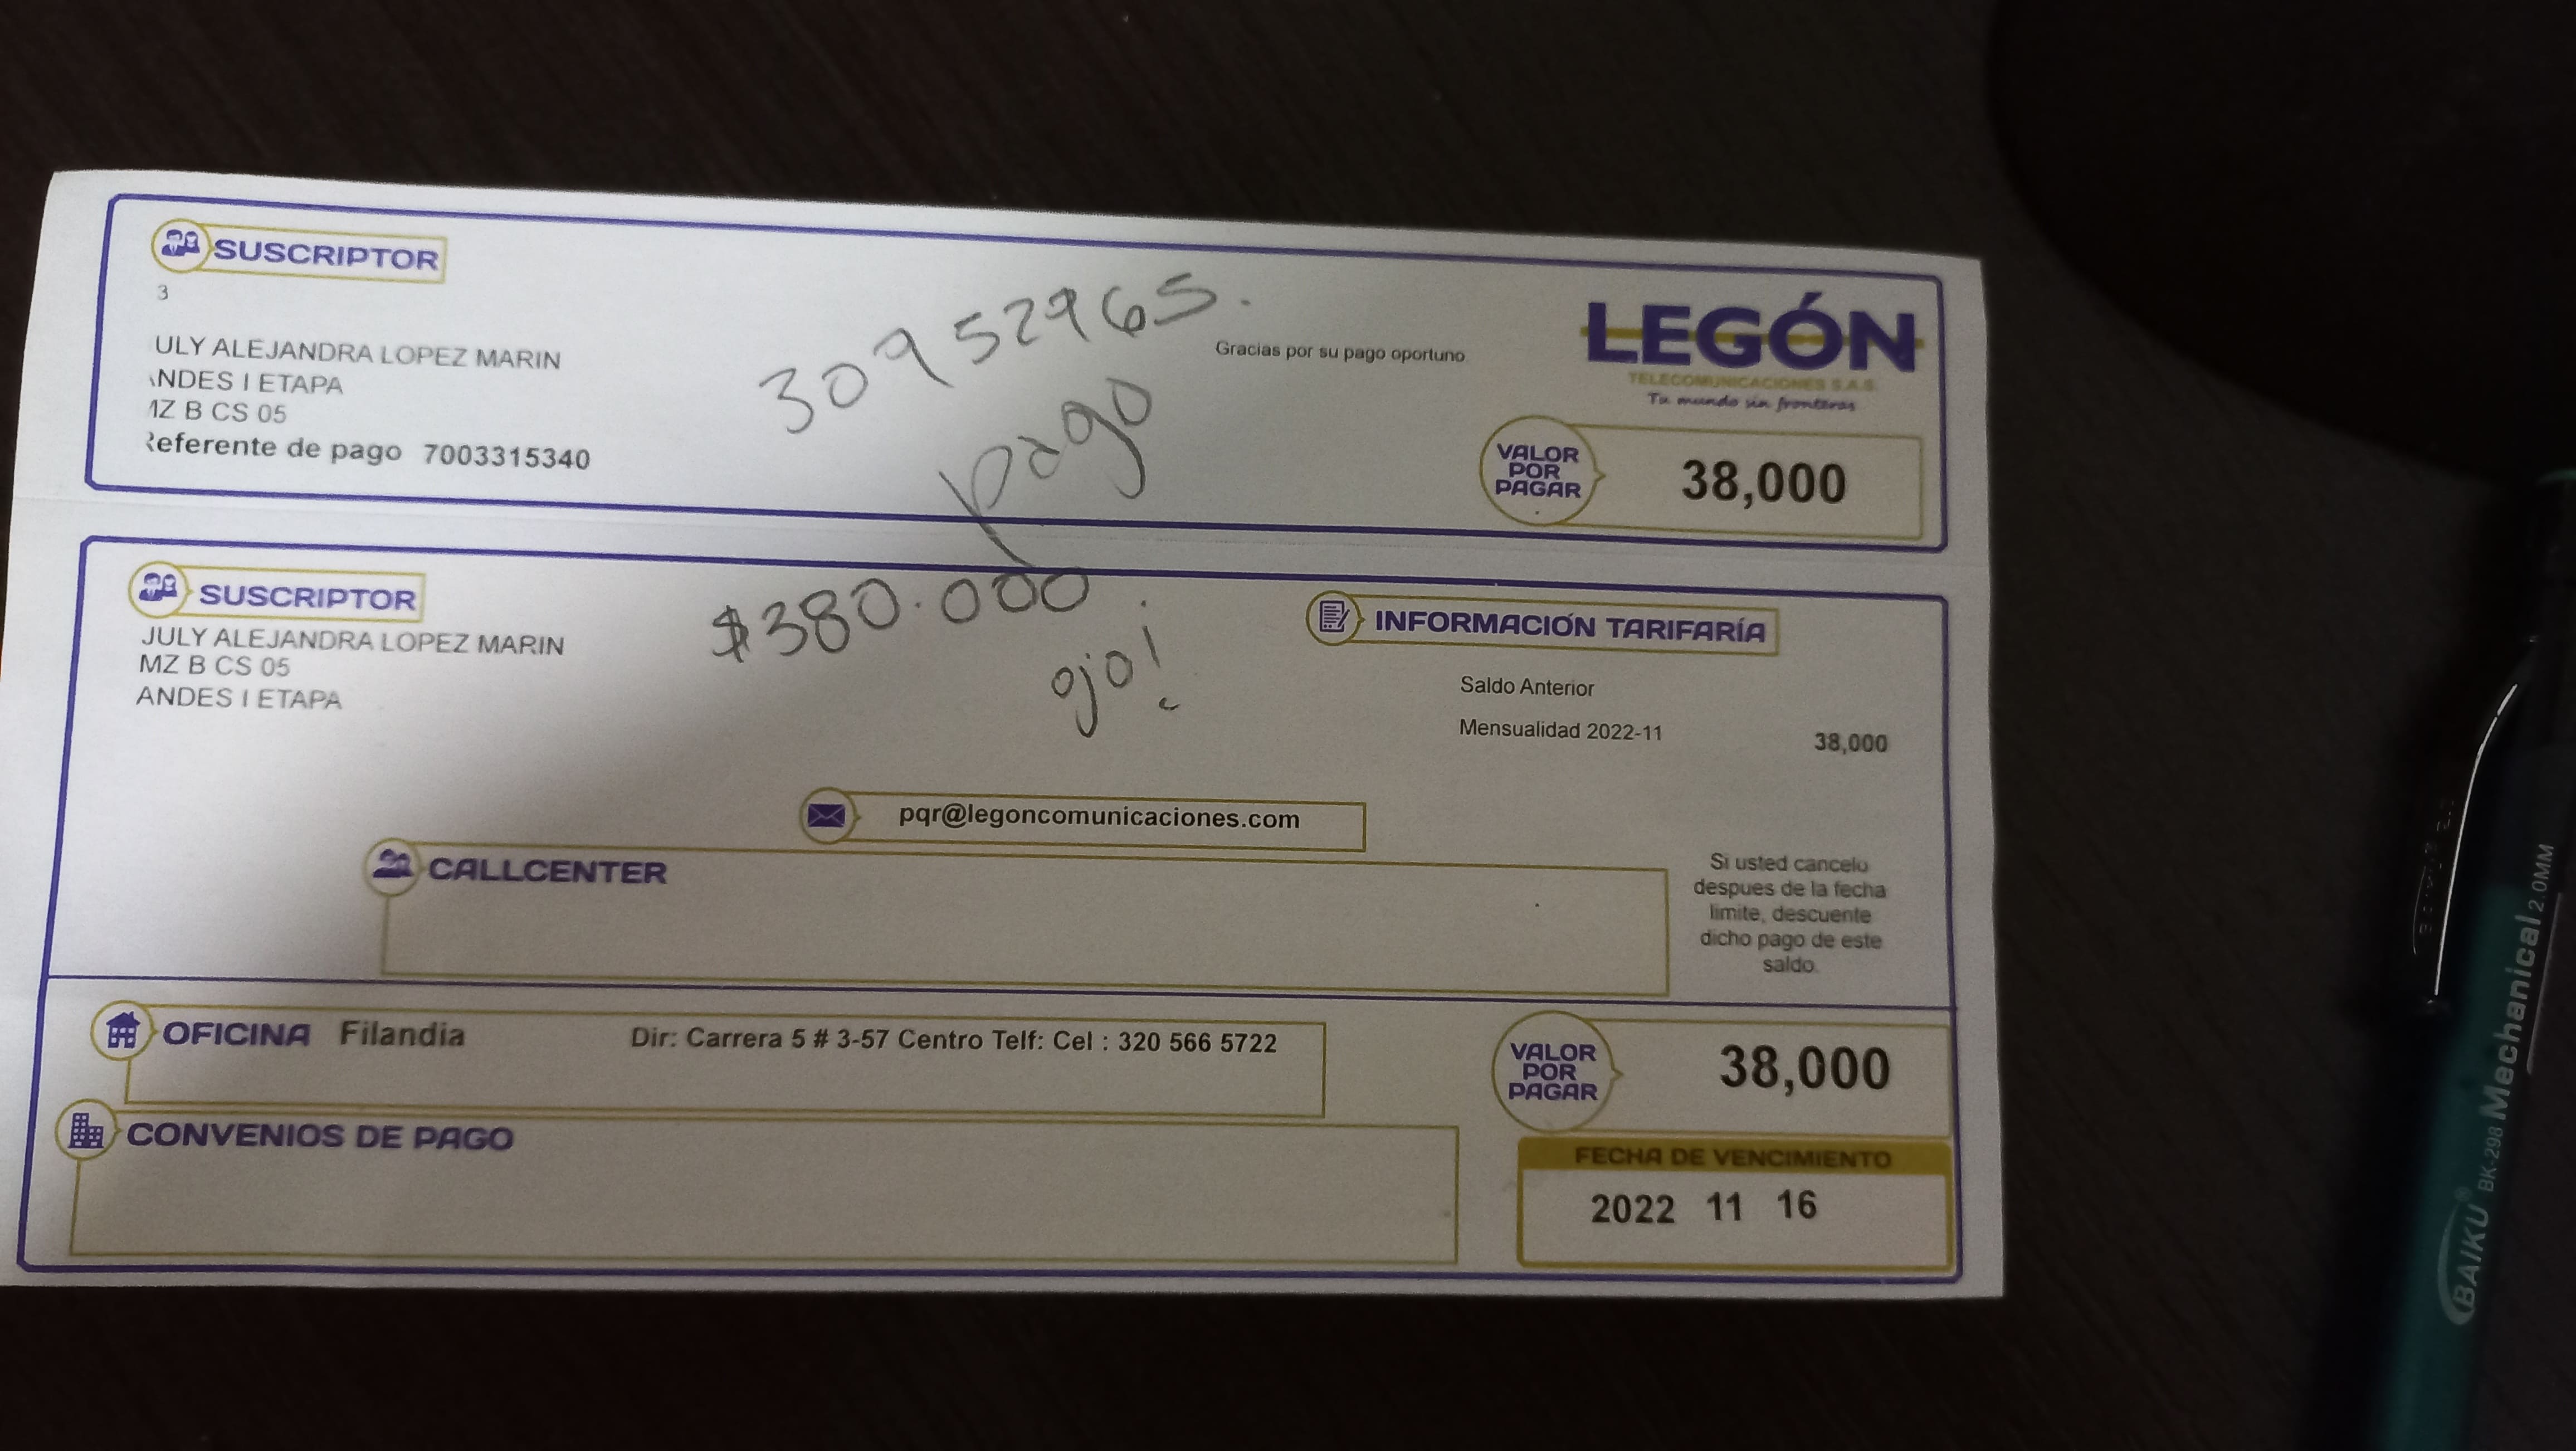 SUSCRIPTOR
3
ULY ALEJANDRA LOPEZ MARIN
ANDES I ETAPA
MZ B CS 05
Referente de pago 7003315340
30952965.
pago
Gracias por su pago oportuno
LEGÓN
TELECOMUNICACIONES S.A.S.
Tu mundo sin fronteras
VALOR POR PAGAR
38,000
SUSCRIPTOR
JULY ALEJANDRA LOPEZ MARIN
MZ B CS 05
ANDES I ETAPA
$380.000
ojo!
INFORMACIÓN TARIFARÍA
Saldo Anterior
Mensualidad 2022-11 38,000
pqr@legoncomunicaciones.com
CALLCENTER
Si usted cancelo
despues de la fecha
limite, descuente
dicho pago de este
saldo.
OFICINA Filandia Dir: Carrera 5 # 3-57 Centro Telf: Cel : 320 566 5722
VALOR POR PAGAR
38,000
CONVENIOS DE PAGO
FECHA DE VENCIMIENTO
2022 11 16
BAIKU® BK-298 Mechanical 2.0MM